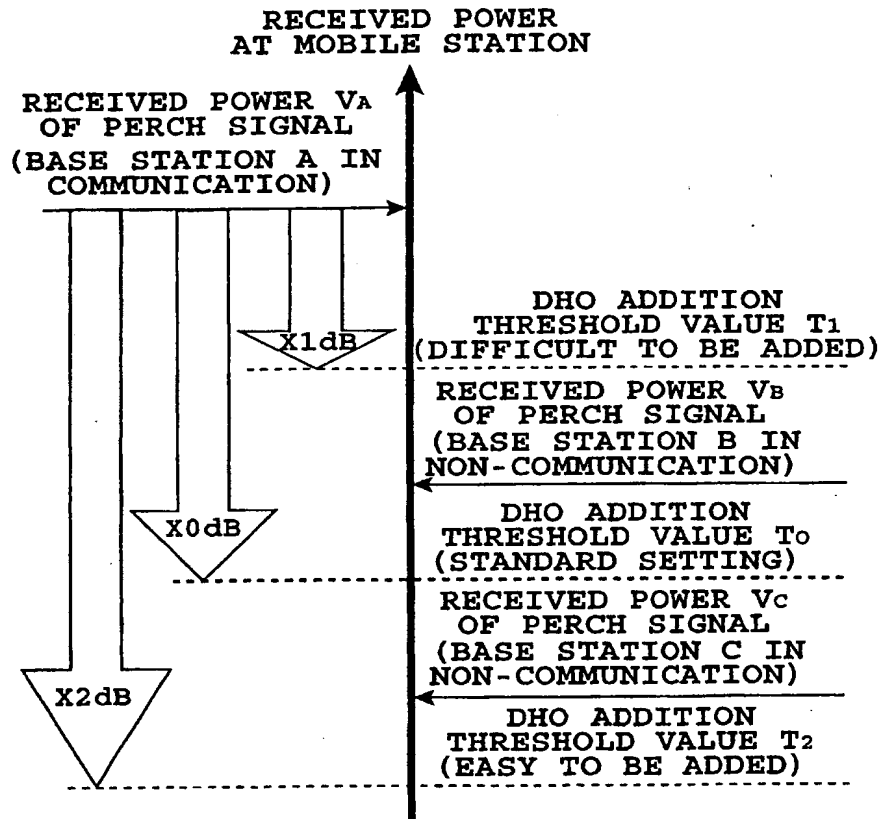 RECEIVED POWER
AT MOBILE STATION
RECEIVED POWER VA
OF PERCH SIGNAL
(BASE STATION A IN
COMMUNICATION)
DHO ADDITION
THRESHOLD VALUE T1
(DIFFICULT TO BE ADDED)
X1dB
RECEIVED POWER VB
OF PERCH SIGNAL
(BASE STATION B IN
NON-COMMUNICATION)
DHO ADDITION
THRESHOLD VALUE T0
(STANDARD SETTING)
X0dB
RECEIVED POWER VC
OF PERCH SIGNAL
(BASE STATION C IN
NON-COMMUNICATION)
X2dB
DHO ADDITION
THRESHOLD VALUE T2
(EASY TO BE ADDED)